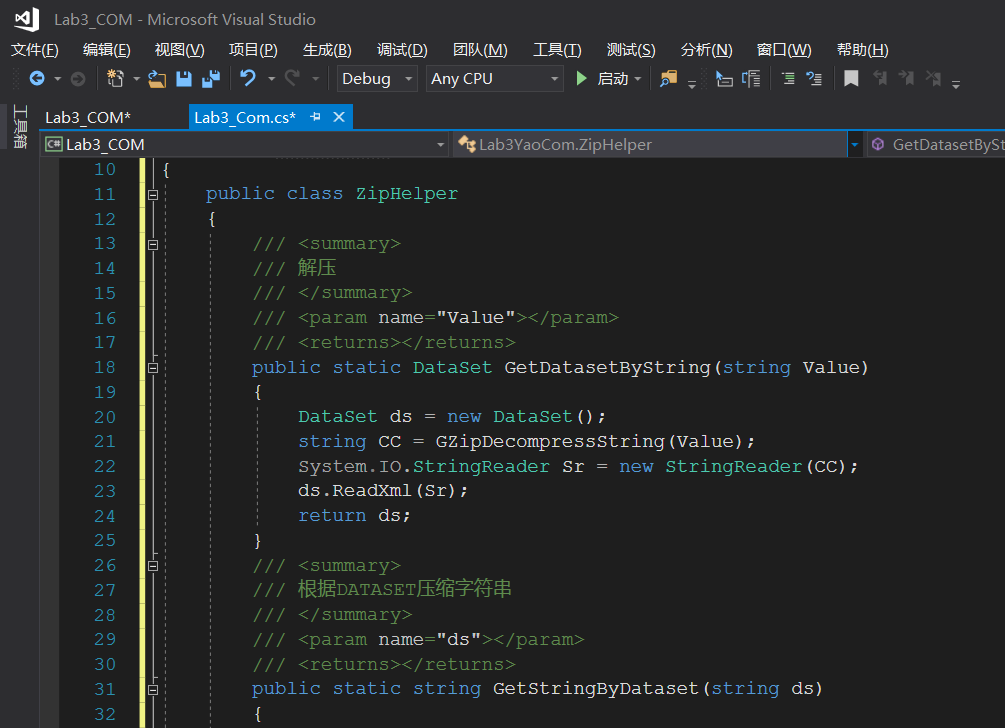 Lab3_COM - Microsoft Visual Studio
文件(F) 编辑(E) 视图(V) 项目(P) 生成(B) 调试(D) 团队(M) 工具(T) 测试(S) 分析(N) 窗口(W) 帮助(H)
Debug Any CPU 启动
工具箱
Lab3_COM* Lab3_Com.cs*
C# Lab3_COM Lab3YaoCom.ZipHelper GetDatasetBySt
10 {
11 public class ZipHelper
12 {
13 /// <summary>
14 /// 解压
15 /// </summary>
16 /// <param name="Value"></param>
17 /// <returns></returns>
18 public static DataSet GetDatasetByString(string Value)
19 {
20 DataSet ds = new DataSet();
21 string CC = GZipDecompressString(Value);
22 System.IO.StringReader Sr = new StringReader(CC);
23 ds.ReadXml(Sr);
24 return ds;
25 }
26 /// <summary>
27 /// 根据DATASET压缩字符串
28 /// </summary>
29 /// <param name="ds"></param>
30 /// <returns></returns>
31 public static string GetStringByDataset(string ds)
32 {